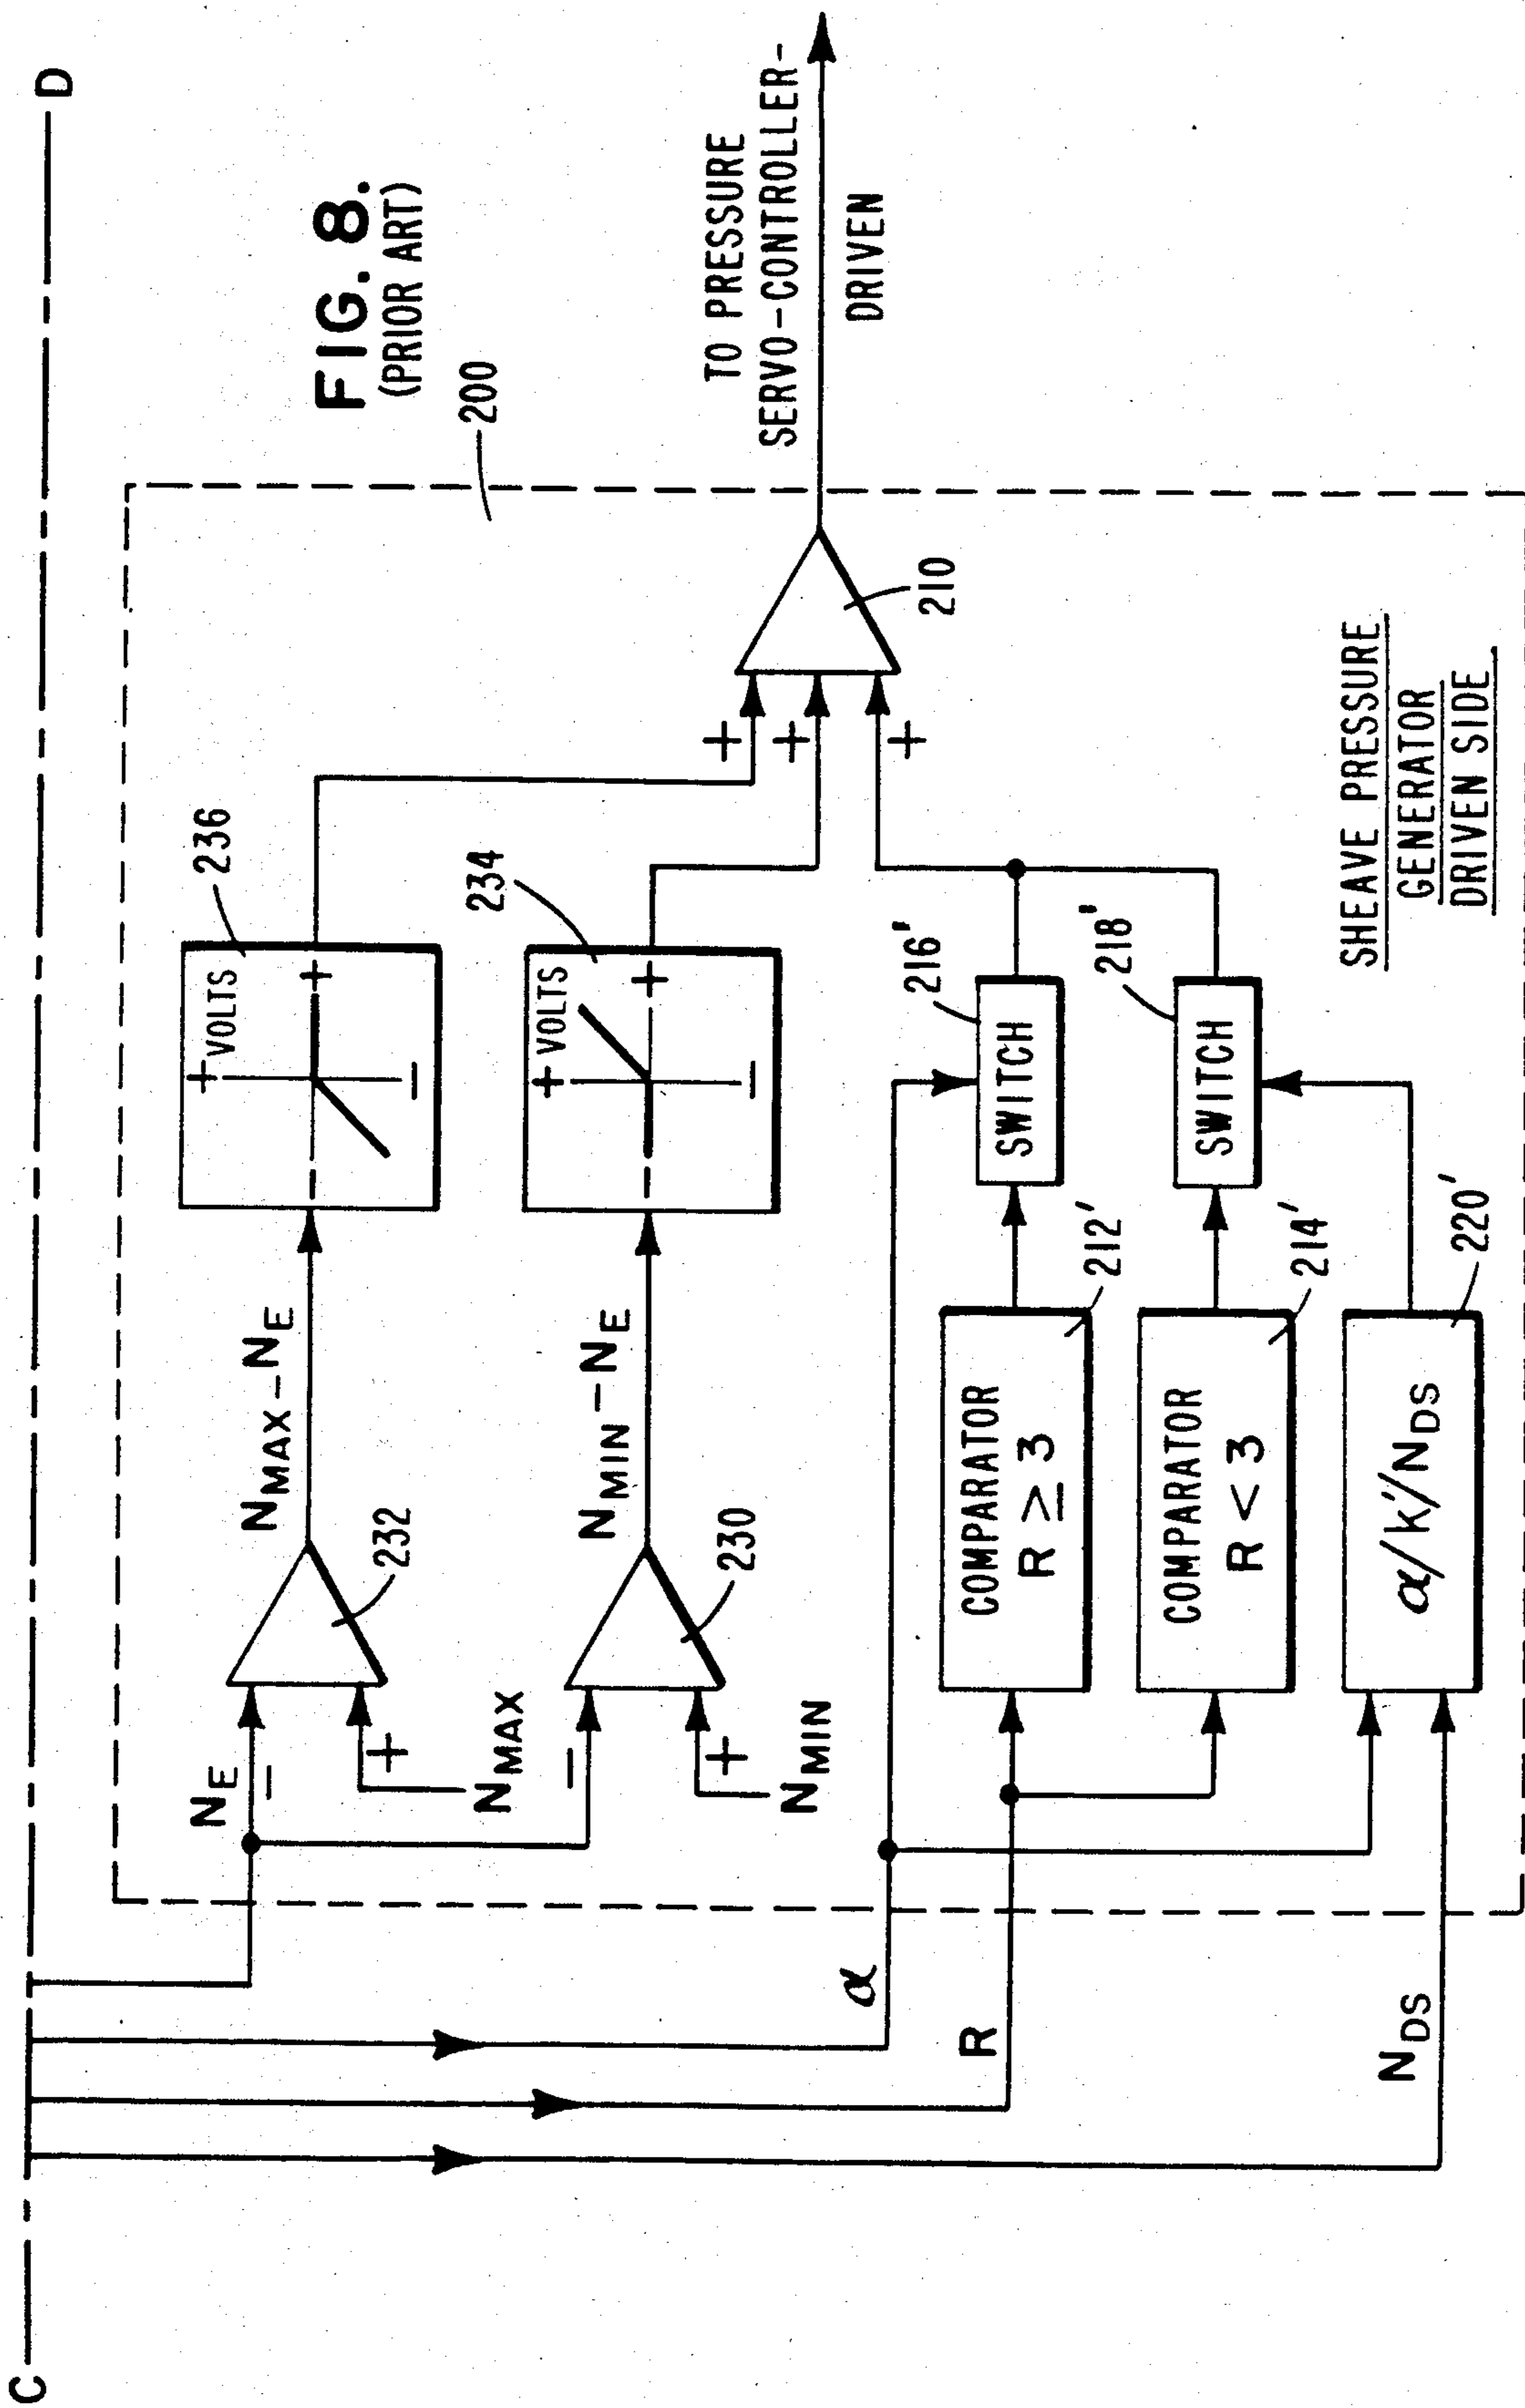 C
D
FIG. 8.
(PRIOR ART)
200
TO PRESSURE
SERVO-CONTROLLER-
DRIVEN
236
+ VOLTS
+
−
−
234
+ VOLTS
+
−
−
N_MAX−N_E
N_MIN−N_E
232
230
N_E
−
+
N_MAX
−
+
N_MIN
+
+
+
210
216'
SWITCH
218'
SWITCH
COMPARATOR
R ≥ 3
212'
COMPARATOR
R < 3
214'
α/k'/N_DS
220'
α
R
N_DS
SHEAVE PRESSURE
GENERATOR
DRIVEN SIDE